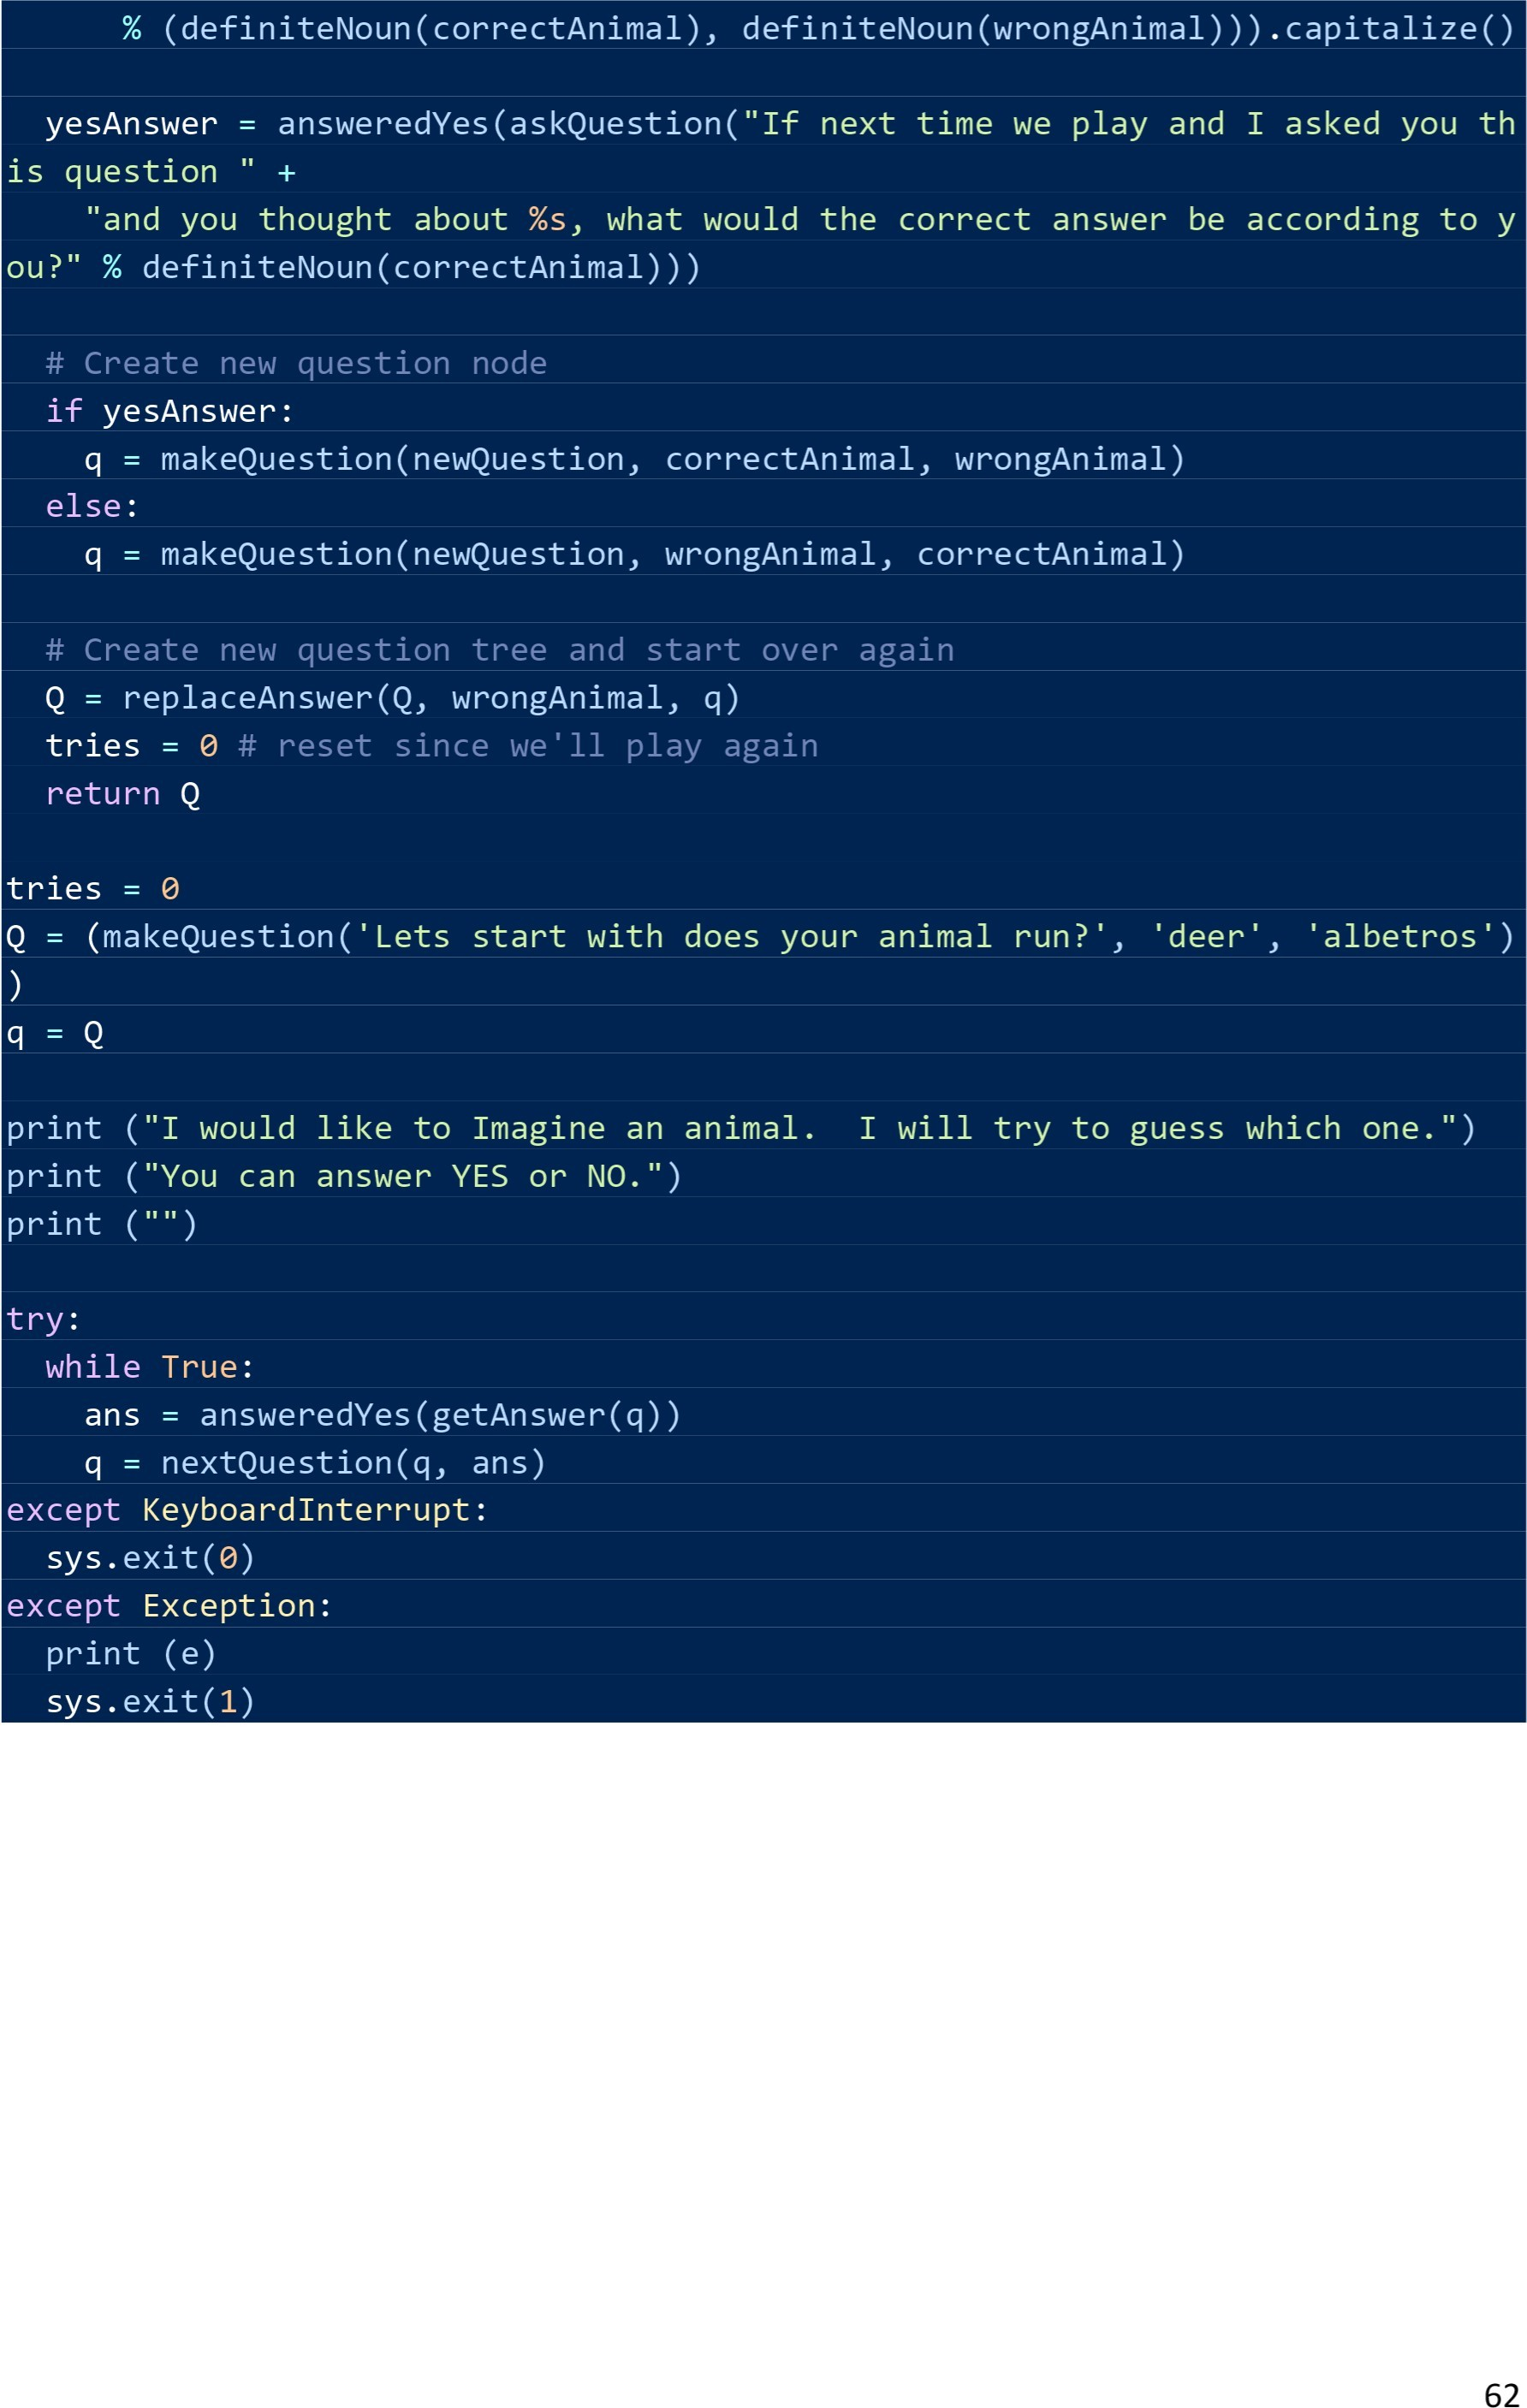 % (definiteNoun(correctAnimal), definiteNoun(wrongAnimal))).capitalize()
  yesAnswer = answeredYes(askQuestion("If next time we play and I asked you th
is question " +
    "and you thought about %s, what would the correct answer be according to y
ou?" % definiteNoun(correctAnimal)))
  # Create new question node
  if yesAnswer:
    q = makeQuestion(newQuestion, correctAnimal, wrongAnimal)
  else:
    q = makeQuestion(newQuestion, wrongAnimal, correctAnimal)
  # Create new question tree and start over again
  Q = replaceAnswer(Q, wrongAnimal, q)
  tries = 0 # reset since we'll play again
  return Q
tries = 0
Q = (makeQuestion('Lets start with does your animal run?', 'deer', 'albetros')
)
q = Q
print ("I would like to Imagine an animal.  I will try to guess which one.")
print ("You can answer YES or NO.")
print ("")
try:
  while True:
    ans = answeredYes(getAnswer(q))
    q = nextQuestion(q, ans)
except KeyboardInterrupt:
  sys.exit(0)
except Exception:
  print (e)
  sys.exit(1)
62